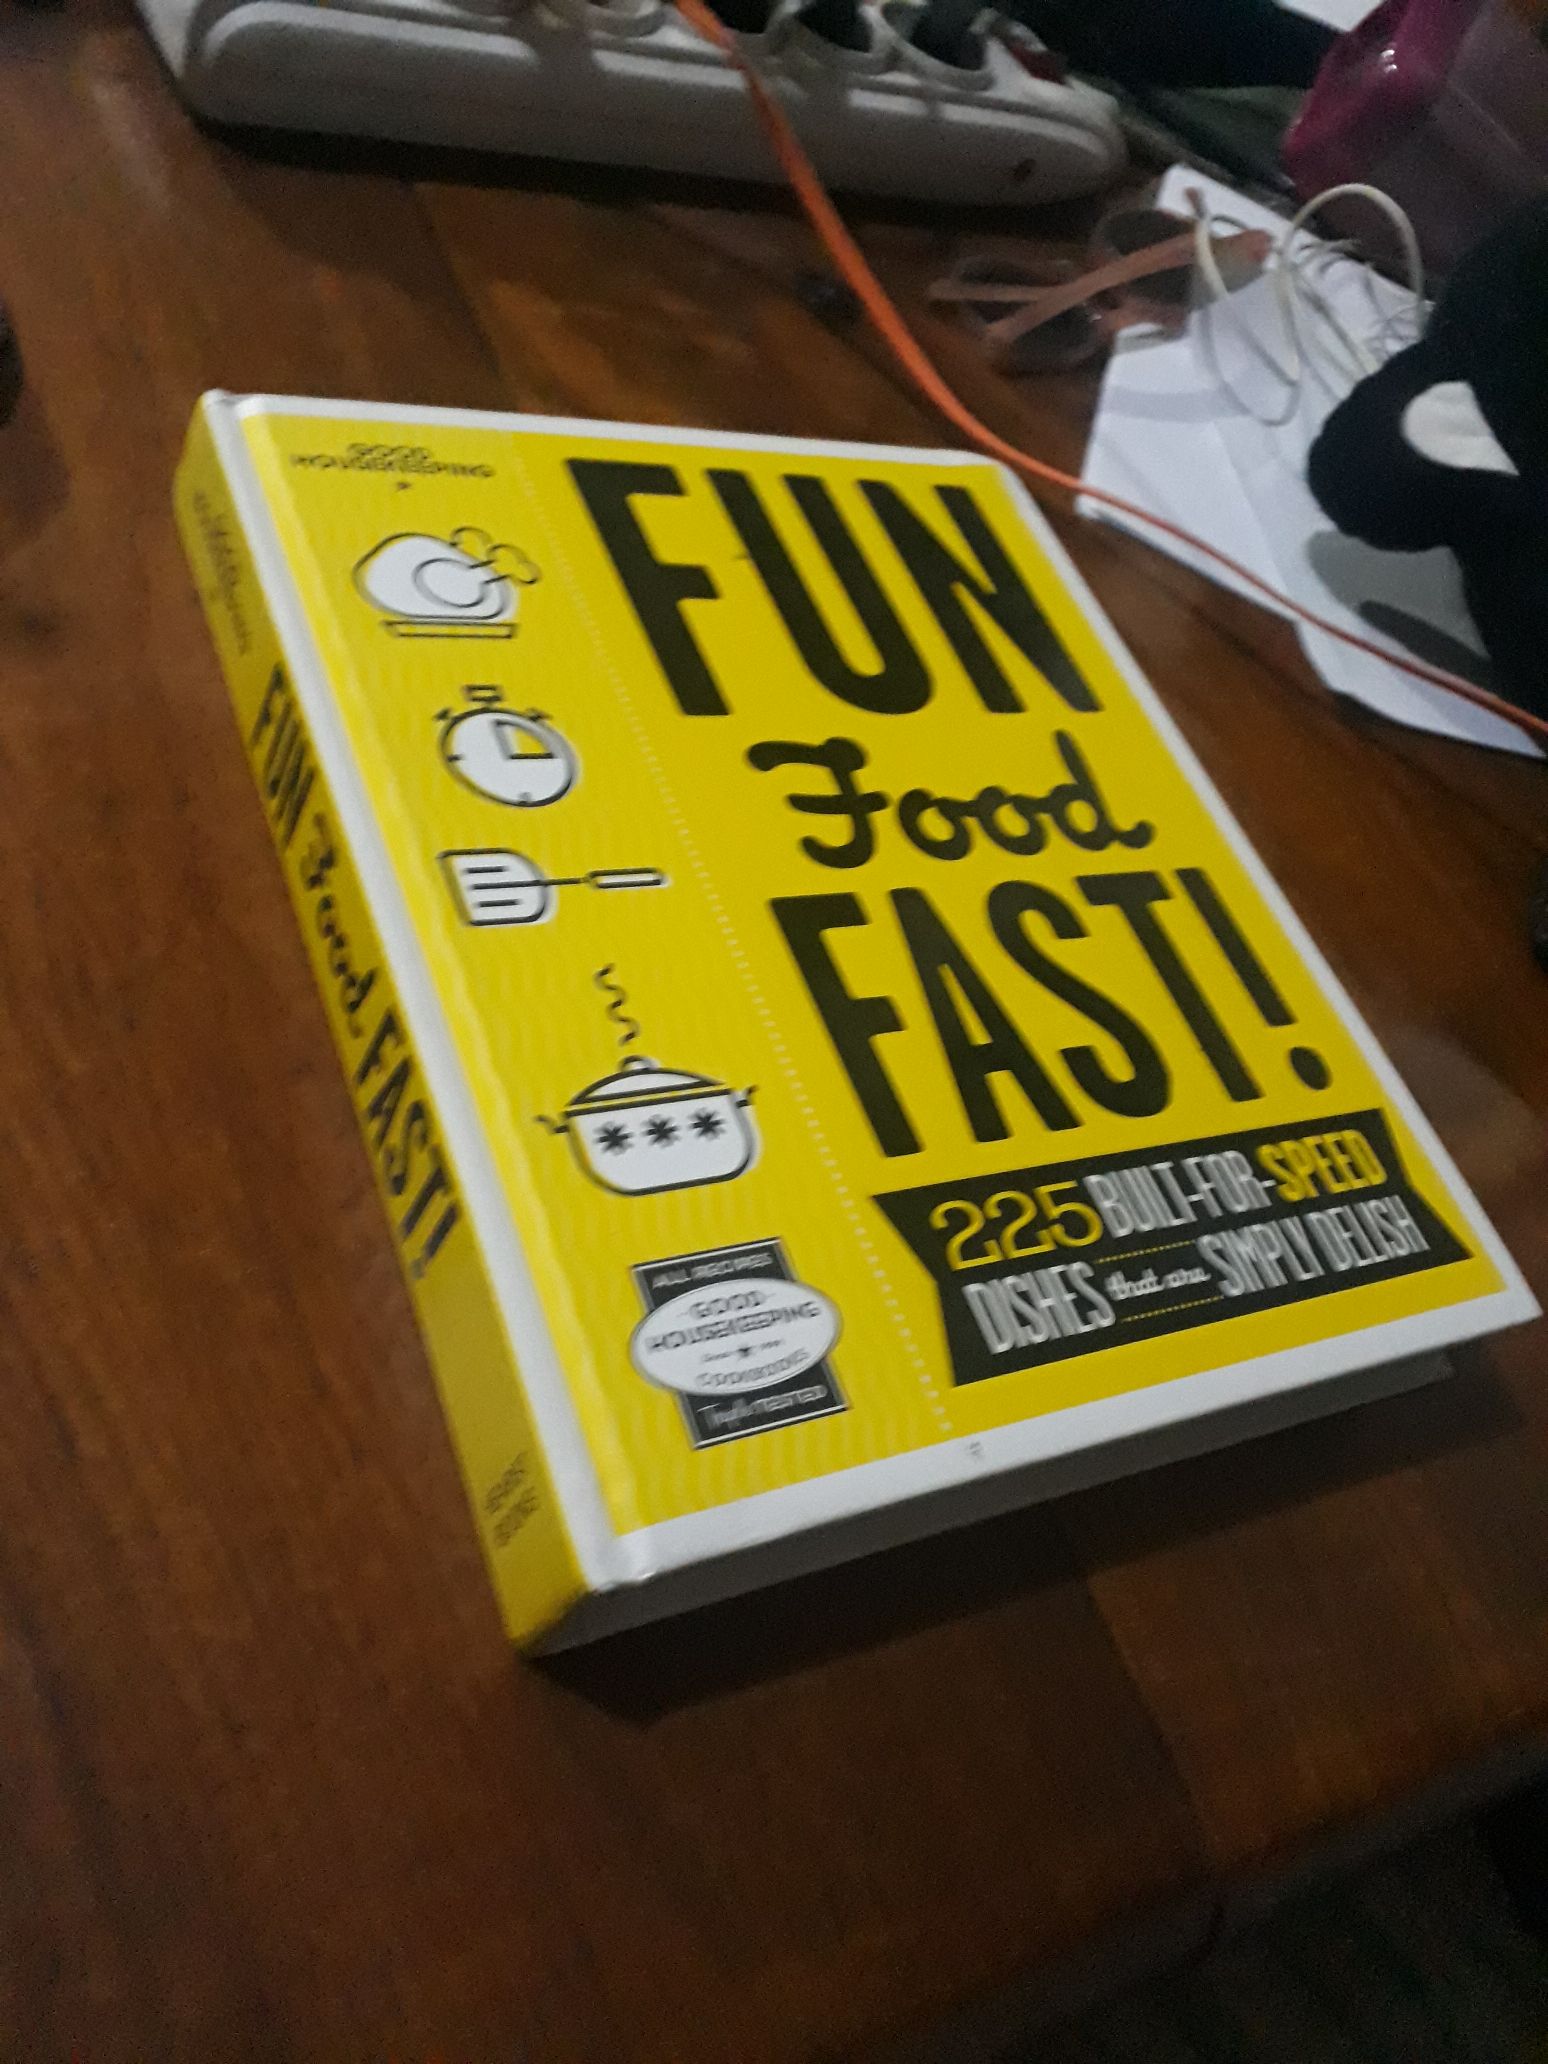 GOOD
HOUSEKEEPING
FUN
Food
FAST!
225 BUILT-FOR-SPEED
DISHES that are SIMPLY DELISH
ALL RECIPES
GOOD
HOUSEKEEPING
COOKBOOKS
Triple TESTED
FUN Food FAST!